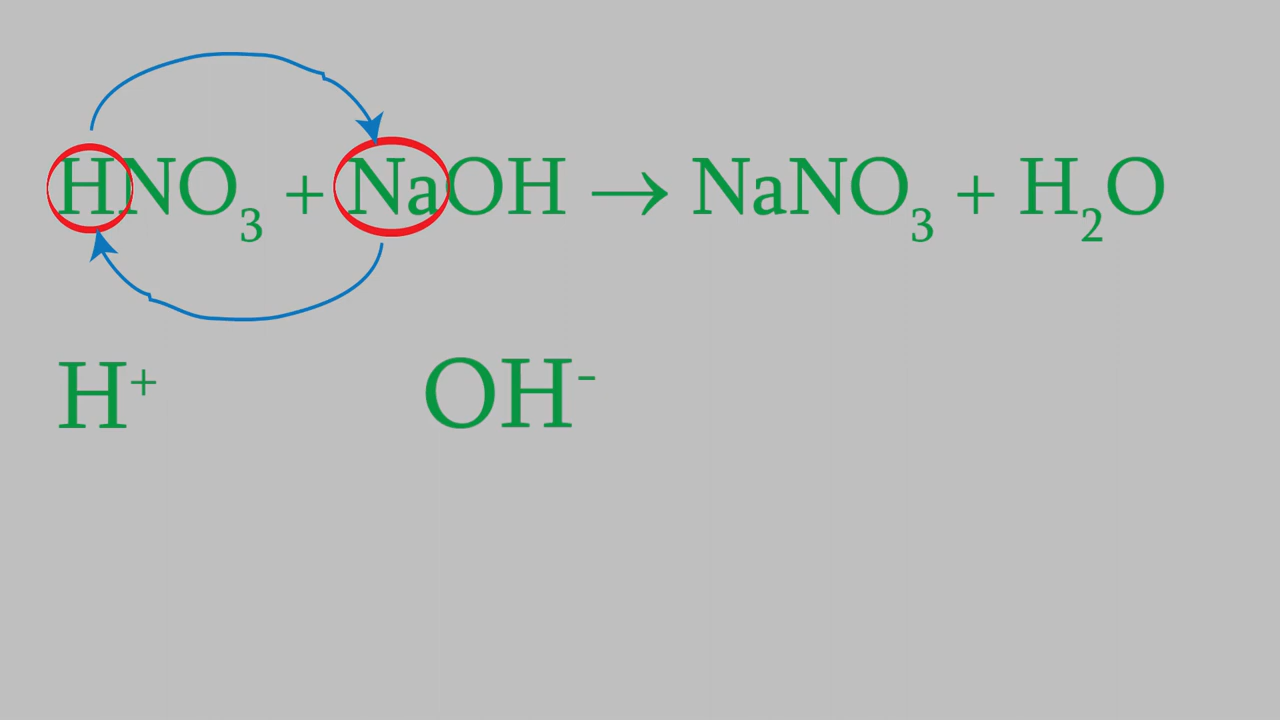 HNO₃ + NaOH → NaNO₃ + H₂O
H⁺ OH⁻